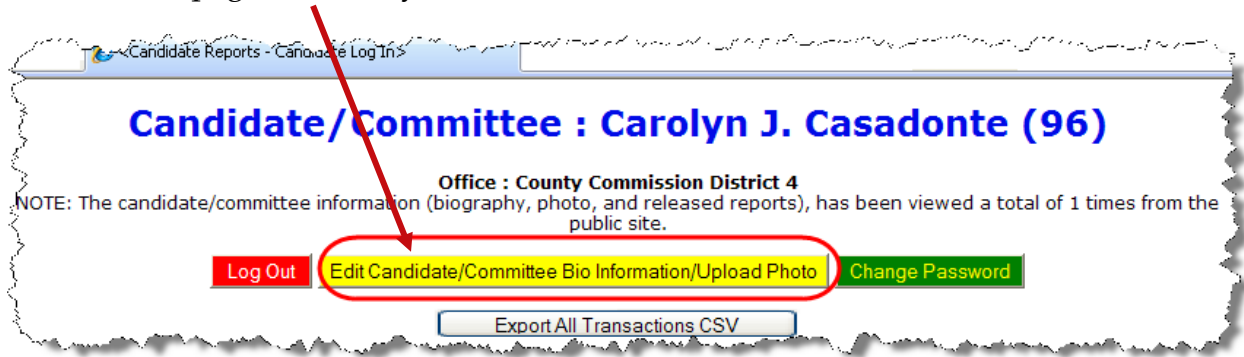 <Candidate Reports - Candidate Log In>
Candidate/Committee : Carolyn J. Casadonte (96)
Office : County Commission District 4
NOTE: The candidate/committee information (biography, photo, and released reports), has been viewed a total of 1 times from the
public site.
Log Out Edit Candidate/Committee Bio Information/Upload Photo Change Password
Export All Transactions CSV